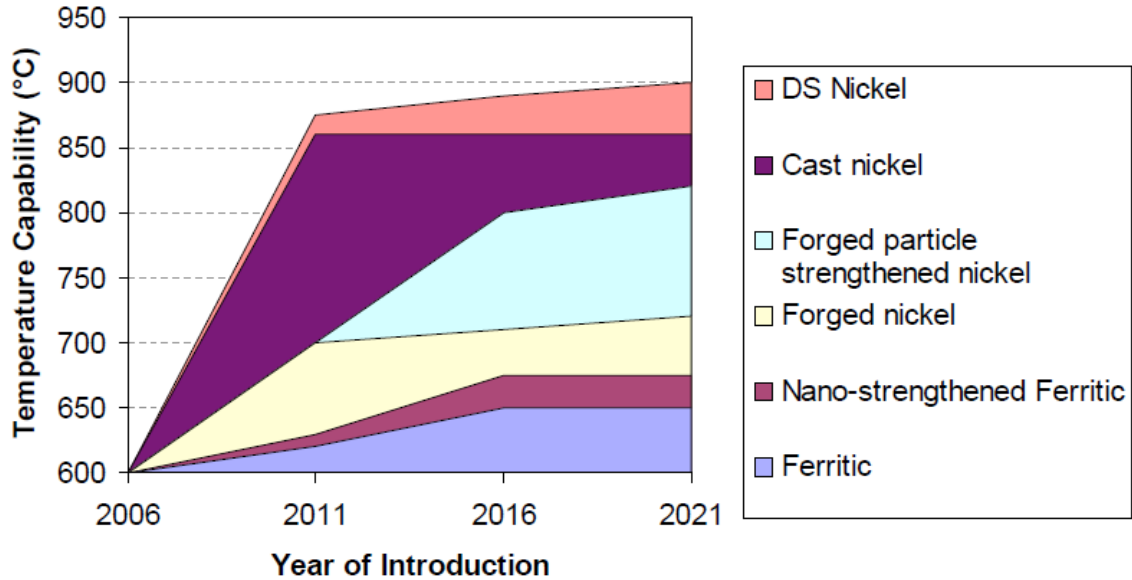 Temperature Capability (°C)
950
900
850
800
750
700
650
600
2006
2011
2016
2021
Year of Introduction
DS Nickel
Cast nickel
Forged particle
strengthened nickel
Forged nickel
Nano-strengthened Ferritic
Ferritic